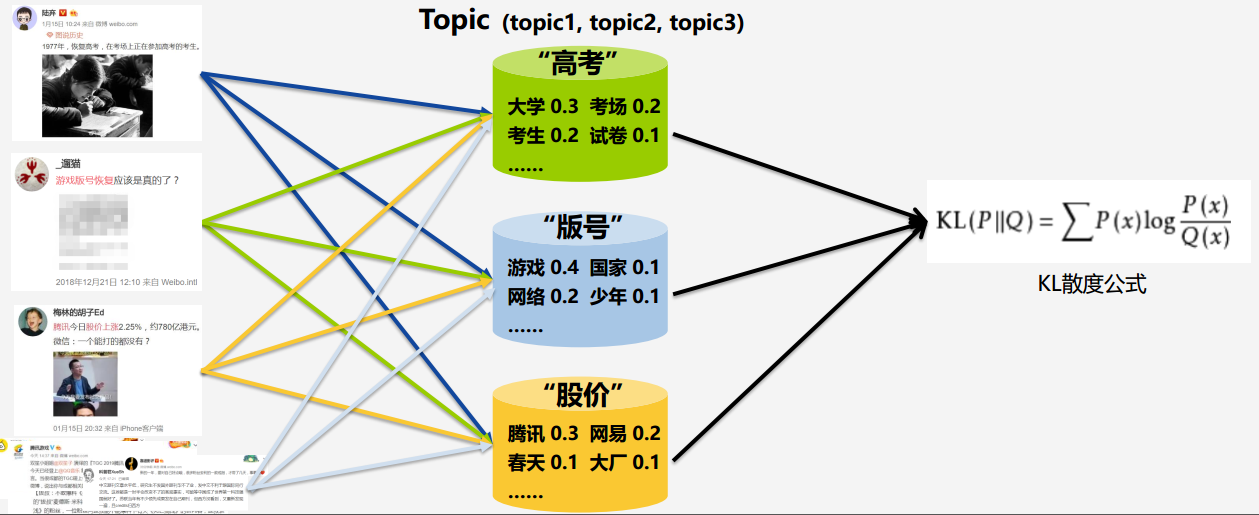 Topic (topic1, topic2, topic3)
陆弃
1月15日 10:24 来自 微博 weibo.com
图说历史
1977年，恢复高考，在考场上正在参加高考的考生。
_遛猫
游戏版号恢复应该是真的了？
2018年12月21日 12:10 来自 Weibo.intl
梅林的胡子Ed
腾讯今日股价上涨2.25%，约780亿港元。
微信：一个能打的都没有？
01月15日 20:32 来自 iPhone客户端
腾讯游戏
“高考”
大学 0.3 考场 0.2
考生 0.2 试卷 0.1
......
“版号”
游戏 0.4 国家 0.1
网络 0.2 少年 0.1
......
“股价”
腾讯 0.3 网易 0.2
春天 0.1 大厂 0.1
......
KL(P||Q) = ∑ P(x) log P(x)/Q(x)
KL散度公式